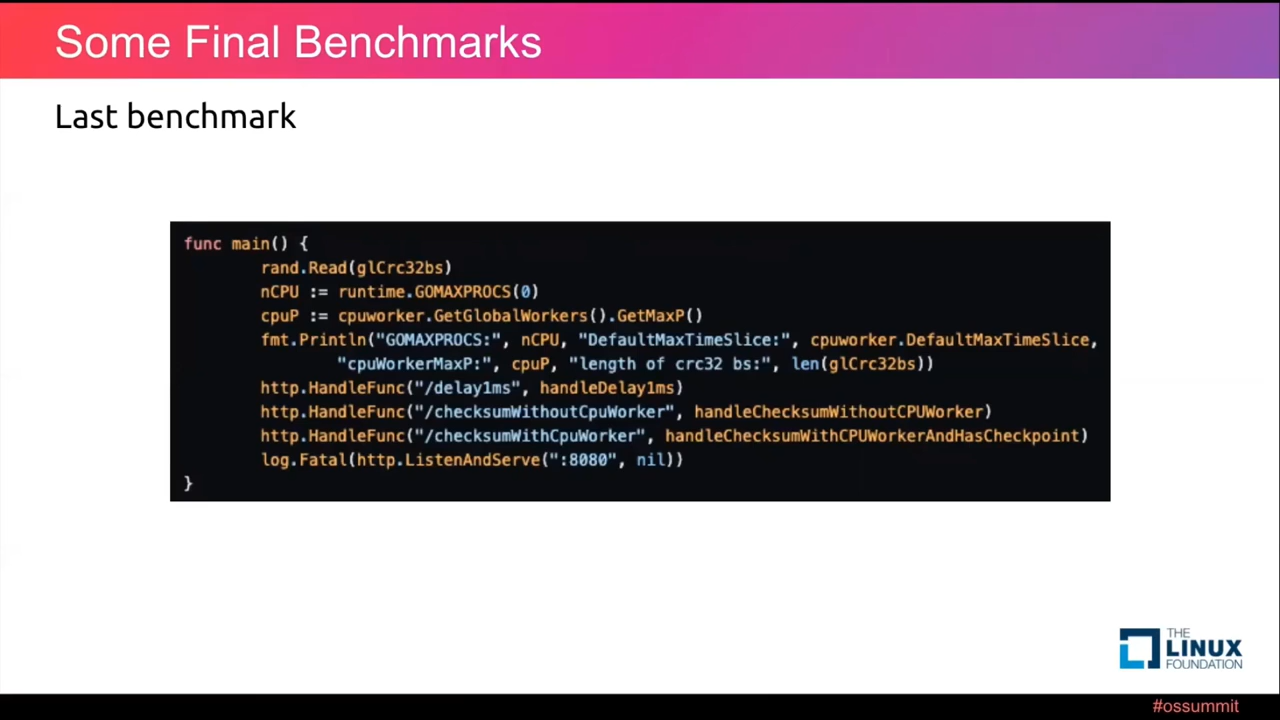 Some Final Benchmarks
Last benchmark
func main() {
rand.Read(glCrc32bs)
nCPU := runtime.GOMAXPROCS(0)
cpuP := cpuworker.GetGlobalWorkers().GetMaxP()
fmt.Println("GOMAXPROCS:", nCPU, "DefaultMaxTimeSlice:", cpuworker.DefaultMaxTimeSlice,
"cpuWorkerMaxP:", cpuP, "length of crc32 bs:", len(glCrc32bs))
http.HandleFunc("/delay1ms", handleDelay1ms)
http.HandleFunc("/checksumWithoutCpuWorker", handleChecksumWithoutCPUWorker)
http.HandleFunc("/checksumWithCpuWorker", handleChecksumWithCPUWorkerAndHasCheckpoint)
log.Fatal(http.ListenAndServe(":8080", nil))
}
THE
LINUX
FOUNDATION
#ossummit